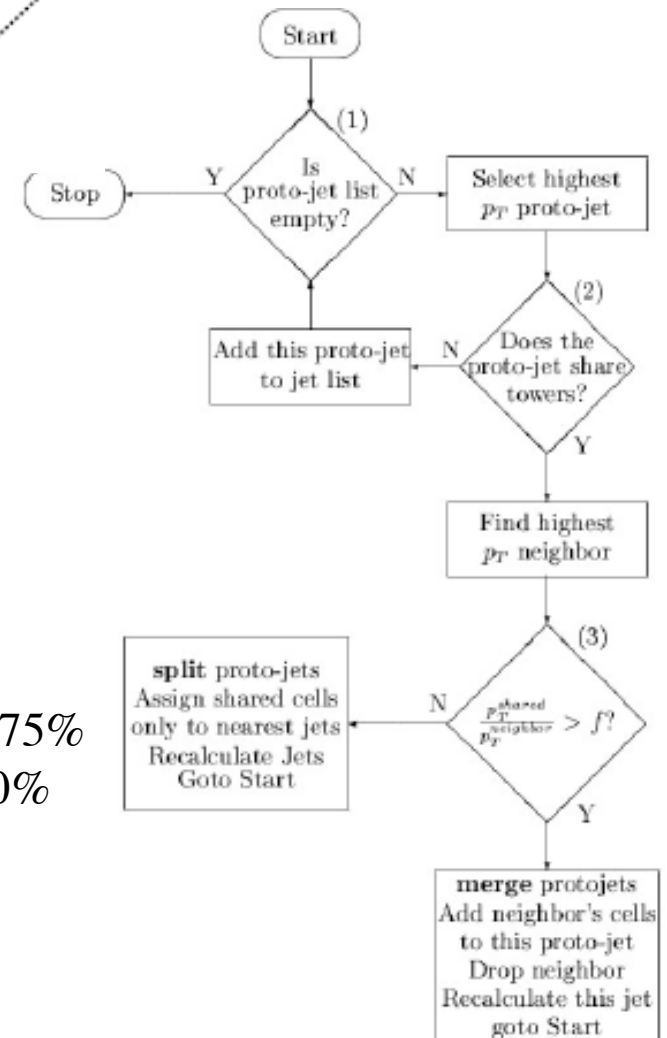 Start
(1)
Is
proto-jet list
empty?
Y
N
Stop
Select highest
p_T proto-jet
(2)
Does the
proto-jet share
towers?
N
Y
Add this proto-jet
to jet list
Find highest
p_T neighbor
(3)
p_T^shared / p_T^neighbor > f?
N
Y
split proto-jets
Assign shared cells
only to nearest jets
Recalculate Jets
Goto Start
75%
0%
merge protojets
Add neighbor's cells
to this proto-jet
Drop neighbor
Recalculate this jet
goto Start